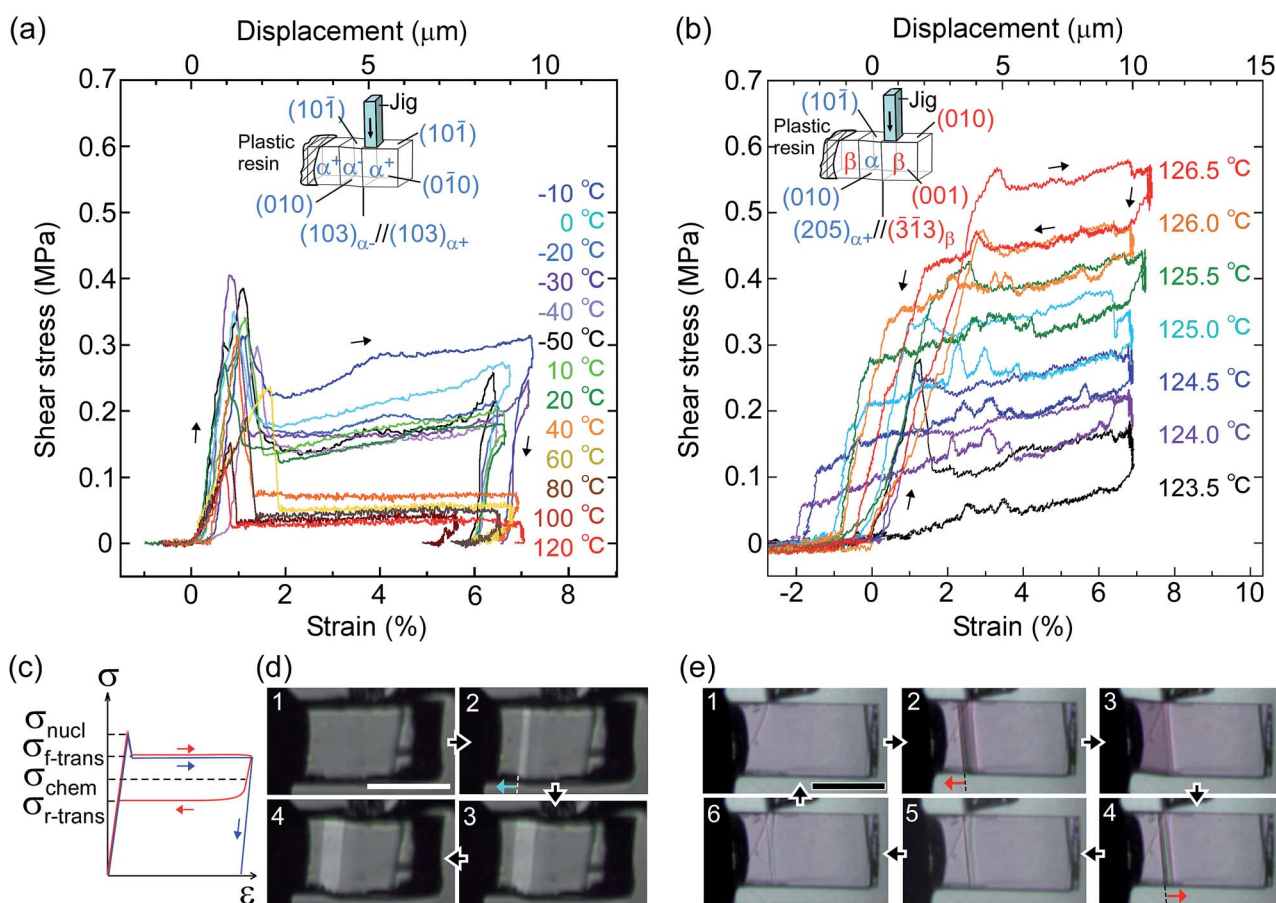 (a)
Displacement (μm)
0 5 10
0.7
0.6
0.5
0.4
0.3
0.2
0.1
0
Shear stress (MPa)
(101̄)
Jig
(101̄)
Plastic
resin
α⁺ α⁻ α⁺
(01̄0)
(010)
(103)α-//(103)α+
-10 °C
0 °C
-20 °C
-30 °C
-40 °C
-50 °C
10 °C
20 °C
40 °C
60 °C
80 °C
100 °C
120 °C
0 2 4 6 8
Strain (%)
(b)
Displacement (μm)
0 5 10 15
0.7
0.6
0.5
0.4
0.3
0.2
0.1
0
Shear stress (MPa)
(101̄)
Jig
(010)
Plastic
resin
β α β
(001)
(010)
(205)α+//(3̄1̄3)β
126.5 °C
126.0 °C
125.5 °C
125.0 °C
124.5 °C
124.0 °C
123.5 °C
-2 0 2 4 6 8 10
Strain (%)
(c)
σ
σnucl
σf-trans
σchem
σr-trans
ε
(d)
1 2
4 3
(e)
1 2 3
6 5 4